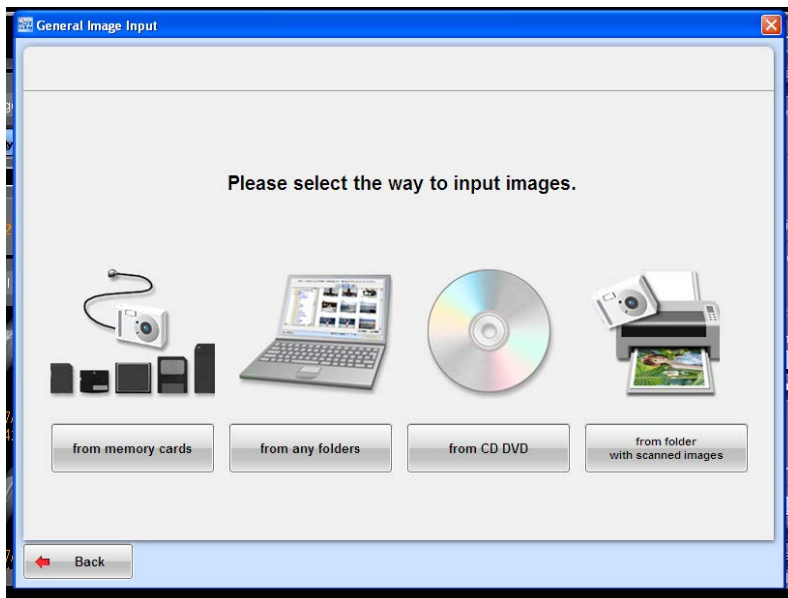 General Image Input
Please select the way to input images.
from memory cards
from any folders
from CD DVD
from folder
with scanned images
Back